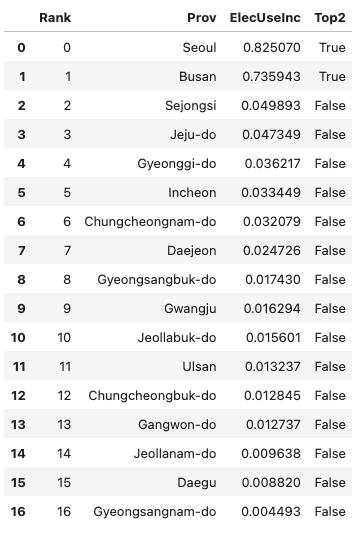 Rank Prov ElecUseInc Top2
0 0 Seoul 0.825070 True
1 1 Busan 0.735943 True
2 2 Sejongsi 0.049893 False
3 3 Jeju-do 0.047349 False
4 4 Gyeonggi-do 0.036217 False
5 5 Incheon 0.033449 False
6 6 Chungcheongnam-do 0.032079 False
7 7 Daejeon 0.024726 False
8 8 Gyeongsangbuk-do 0.017430 False
9 9 Gwangju 0.016294 False
10 10 Jeollabuk-do 0.015601 False
11 11 Ulsan 0.013237 False
12 12 Chungcheongbuk-do 0.012845 False
13 13 Gangwon-do 0.012737 False
14 14 Jeollanam-do 0.009638 False
15 15 Daegu 0.008820 False
16 16 Gyeongsangnam-do 0.004493 False